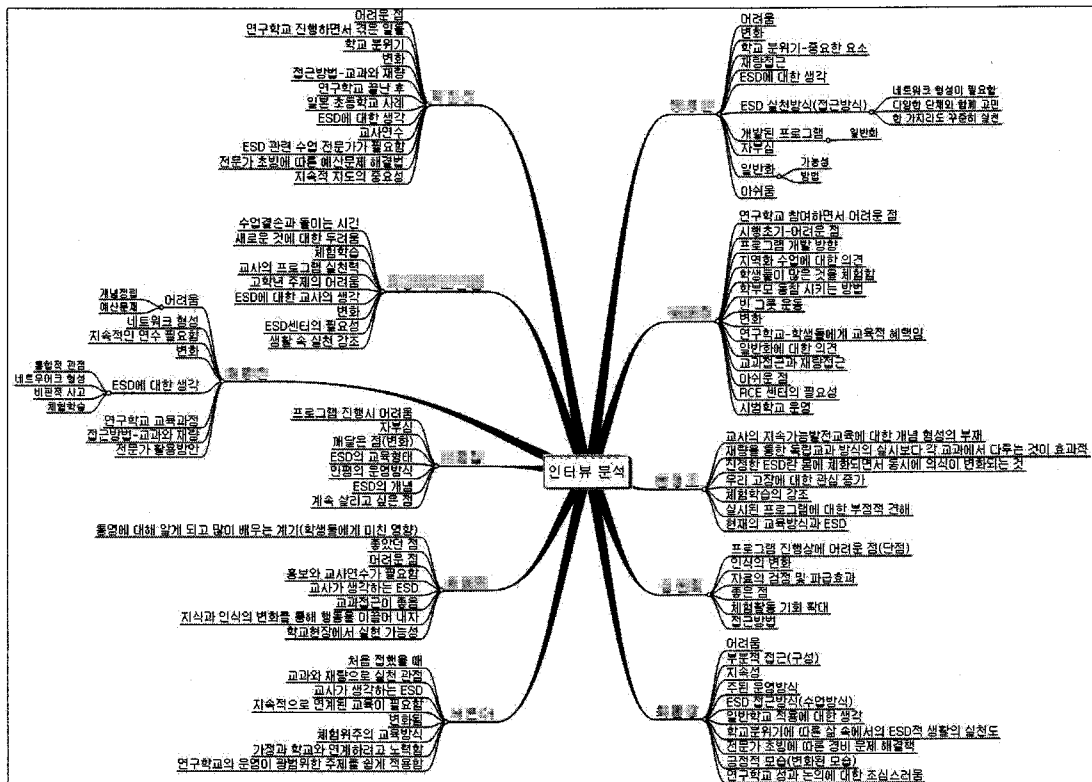 어려운 점
연구학교 진행하면서 겪은 일들
학교 분위기
변화
접근방법-교과와 재량
연구학교 끝난 후
일본 초등학교 사례
ESD에 대한 생각
교사연수
ESD 관련 수업 전문가가 필요함
전문가 초빙에 따른 예산문제 해결법
지속적 지도의 중요성
수업결손과 들이는 시간
새로운 것에 대한 두려움
체험학습
교사의 프로그램 실천력
고학년 주제의 어려움
ESD에 대한 교사의 생각
변화
ESD센터의 필요성
생활 속 실천 강조
개념정립
예산문제
어려움
네트워크 형성
지속적인 연수 필요함
변화
통합적 관점
네트우어크 형성
비판적 사고
체험학습
ESD에 대한 생각
연구학교 교육과정
접근방법-교과와 재량
전문가 활용방안
프로그램 진행시 어려움
자부심
깨달은 점(변화)
ESD의 교육형태
인평의 운영방식
ESD의 개념
계속 살리고 싶은 점
통영에 대해 알게 되고 많이 배우는 계기(학생들에게 미친 영향)
좋았던 점
어려운 점
홍보와 교사연수가 필요함
교사가 생각하는 ESD
교과접근이 좋음
지식과 인식의 변화를 통해 행동을 이끌어 내자
학교현장에서 실현 가능성
처음 접했을 때
교과와 재량으로 실천 관점
교사가 생각하는 ESD
지속적으로 연계된 교육이 필요함
변화됨
체험위주의 교육방식
가정과 학교와 연계하려고 노력함
연구학교의 운영이 광범위한 주제를 쉽게 적용함
인터뷰 분석
어려움
변화
학교 분위기-중요한 요소
재량접근
ESD에 대한 생각
ESD 실천방식(접근방식)
네트워크 형성이 필요함
다양한 단체와 함께 고민
한 가지라도 꾸준히 실천
개발된 프로그램
일반화
자부심
일반화
가능성
방법
아쉬움
연구학교 참여하면서 어려운 점
시행초기-어려운 점
프로그램 개발 방향
지역화 수업에 대한 의견
학생들이 많은 것을 체험함
학부모 동참 시키는 방법
빈 그릇 운동
변화
연구학교-학생들에게 교육적 혜택임
일반화에 대한 의견
교과접근과 재량접근
아쉬운 점
RCE 센터의 필요성
시범학교 운영
교사의 지속가능발전교육에 대한 개념 형성의 부재
재량을 통한 독립교과 방식의 실시보다 각 교과에서 다루는 것이 효과적
진정한 ESD란 몸에 체화되면서 동시에 의식이 변화되는 것
우리 고장에 대한 관심 증가
체험학습의 강조
실시된 프로그램에 대한 부정적 견해
현재의 교육방식과 ESD
프로그램 진행상에 어려운 점(단점)
인식의 변화
자료의 검정 및 파급효과
좋은 점
체험활동 기회 확대
접근방법
어려움
부분적 접근(구성)
지속성
주된 운영방식
ESD 접근방식(수업방식)
일반학교 적용에 대한 생각
학교분위기에 따른 삶 속에서의 ESD적 생활의 실천도
전문가 초빙에 따른 경비 문제 해결책
긍정적 모습(변화된 모습)
연구학교 성과 논의에 대한 조심스러움